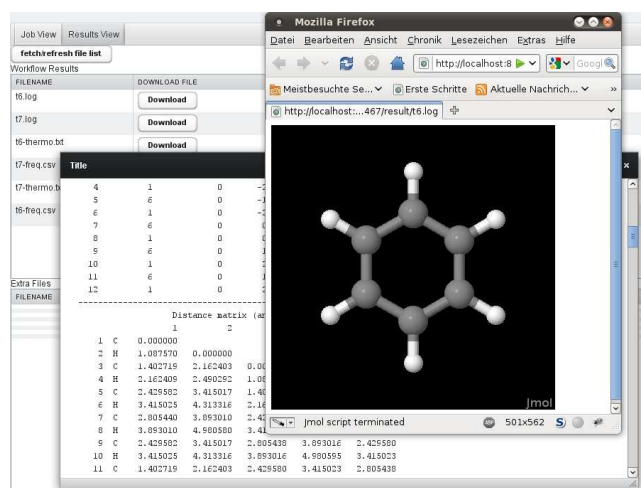 Job View Results View
fetch/refresh file list
Workflow Results
FILENAME DOWNLOAD FILE
t6.log Download
t7.log Download
t6-thermo.txt Download
t7-freq.csv
t6-freq.csv
Extra Files
FILENAME
Title
4 1 0
5 6 0
6 1 0
7 6 0
8 1 0
9 6 0
10 1 0
11 6 0
12 1 0
Distance matrix
1 2
1 C 0.000000
2 H 1.087570 0.000000
3 C 1.402719 2.162403
4 H 2.162409 2.490292
5 C 2.429582 3.415017
6 H 3.415025 4.313316
7 C 2.805440 3.893010
8 H 3.893010 4.980580
9 C 2.429582 3.415017 2.805438 3.893016 2.429580
10 H 3.415025 4.313316 3.893016 4.980595 3.415023
11 C 1.402719 2.162403 2.429580 3.415023 2.805438
Mozilla Firefox
Datei Bearbeiten Ansicht Chronik Lesezeichen Extras Hilfe
http://localhost:8
Meistbesuchte Se... Erste Schritte Aktuelle Nachrich...
http://localhost:...467/result/t6.log
Jmol
Jmol script terminated
501x562